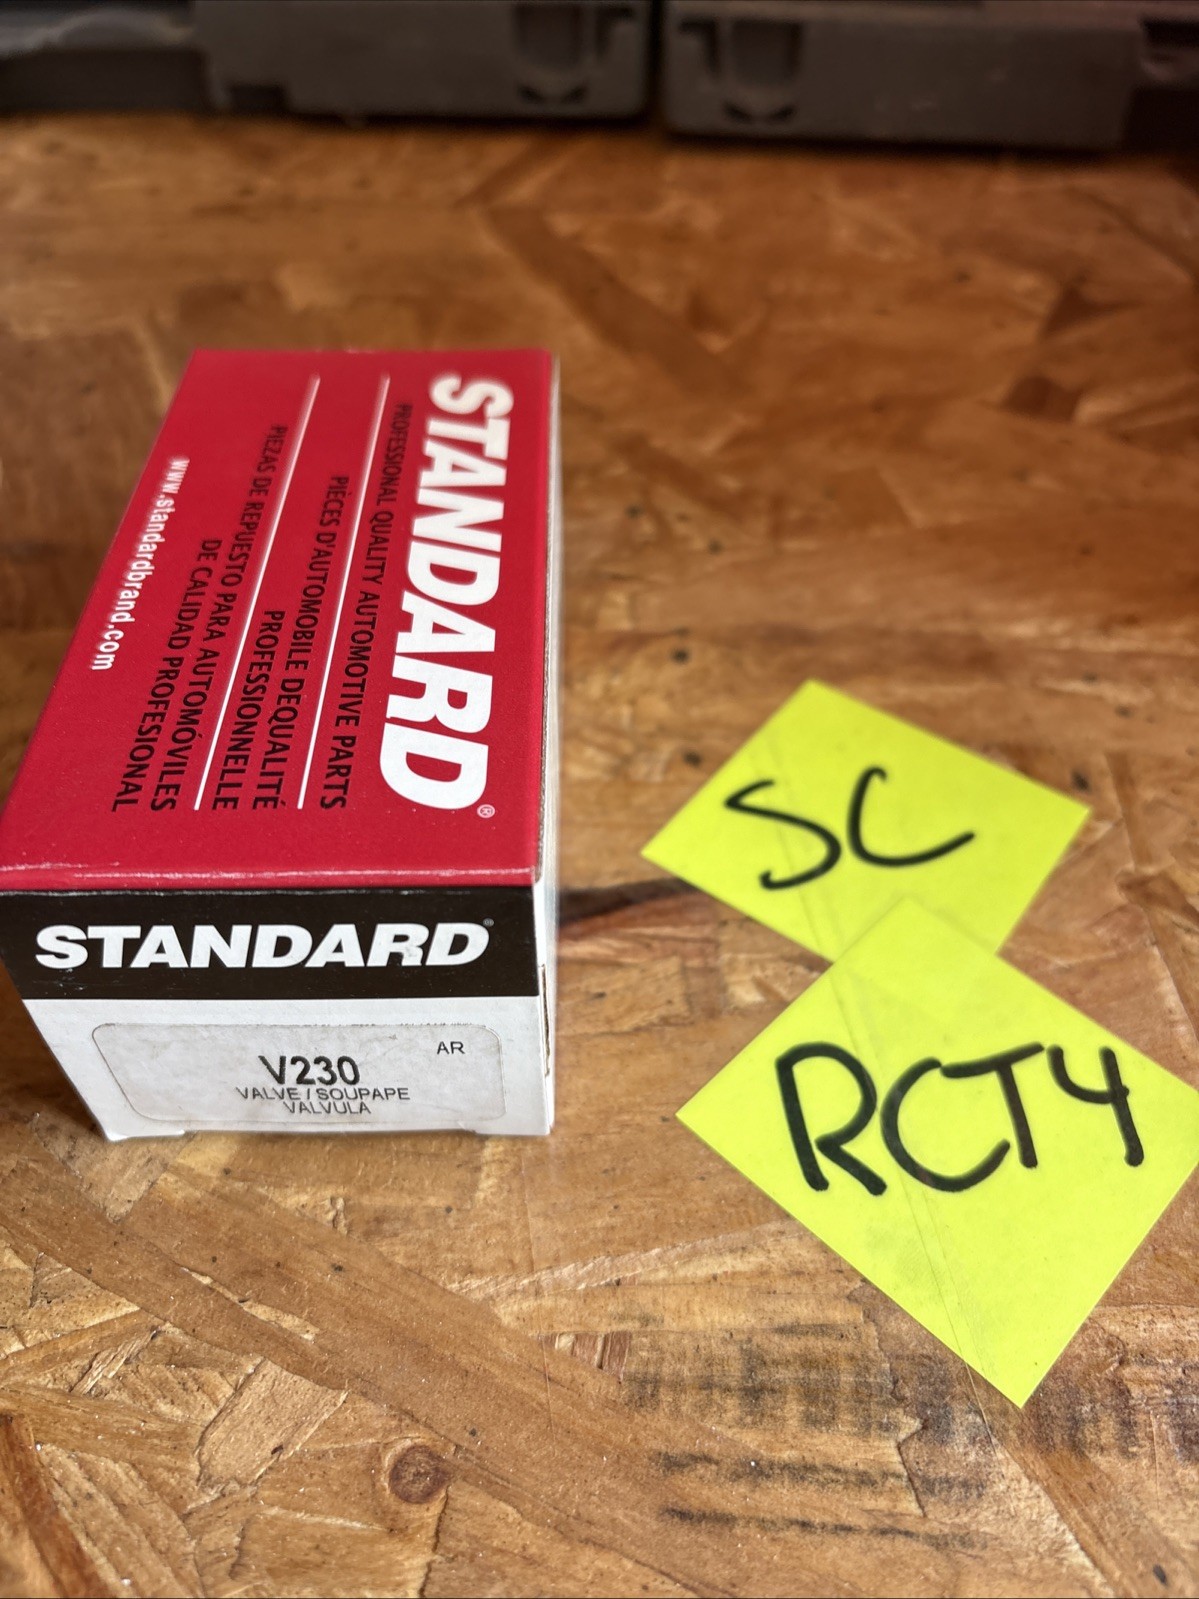 STANDARD®
PROFESSIONAL QUALITY AUTOMOTIVE PARTS
PIÈCES D'AUTOMOBILE DEQUALITÉ
PROFESSIONNELLE
PIEZAS DE REPUESTO PARA AUTOMÓVILES
DE CALIDAD PROFESIONAL
www.standardbrand.com
STANDARD®
AR
V230
VALVE / SOUPAPE
VALVULA
SC
RCT4